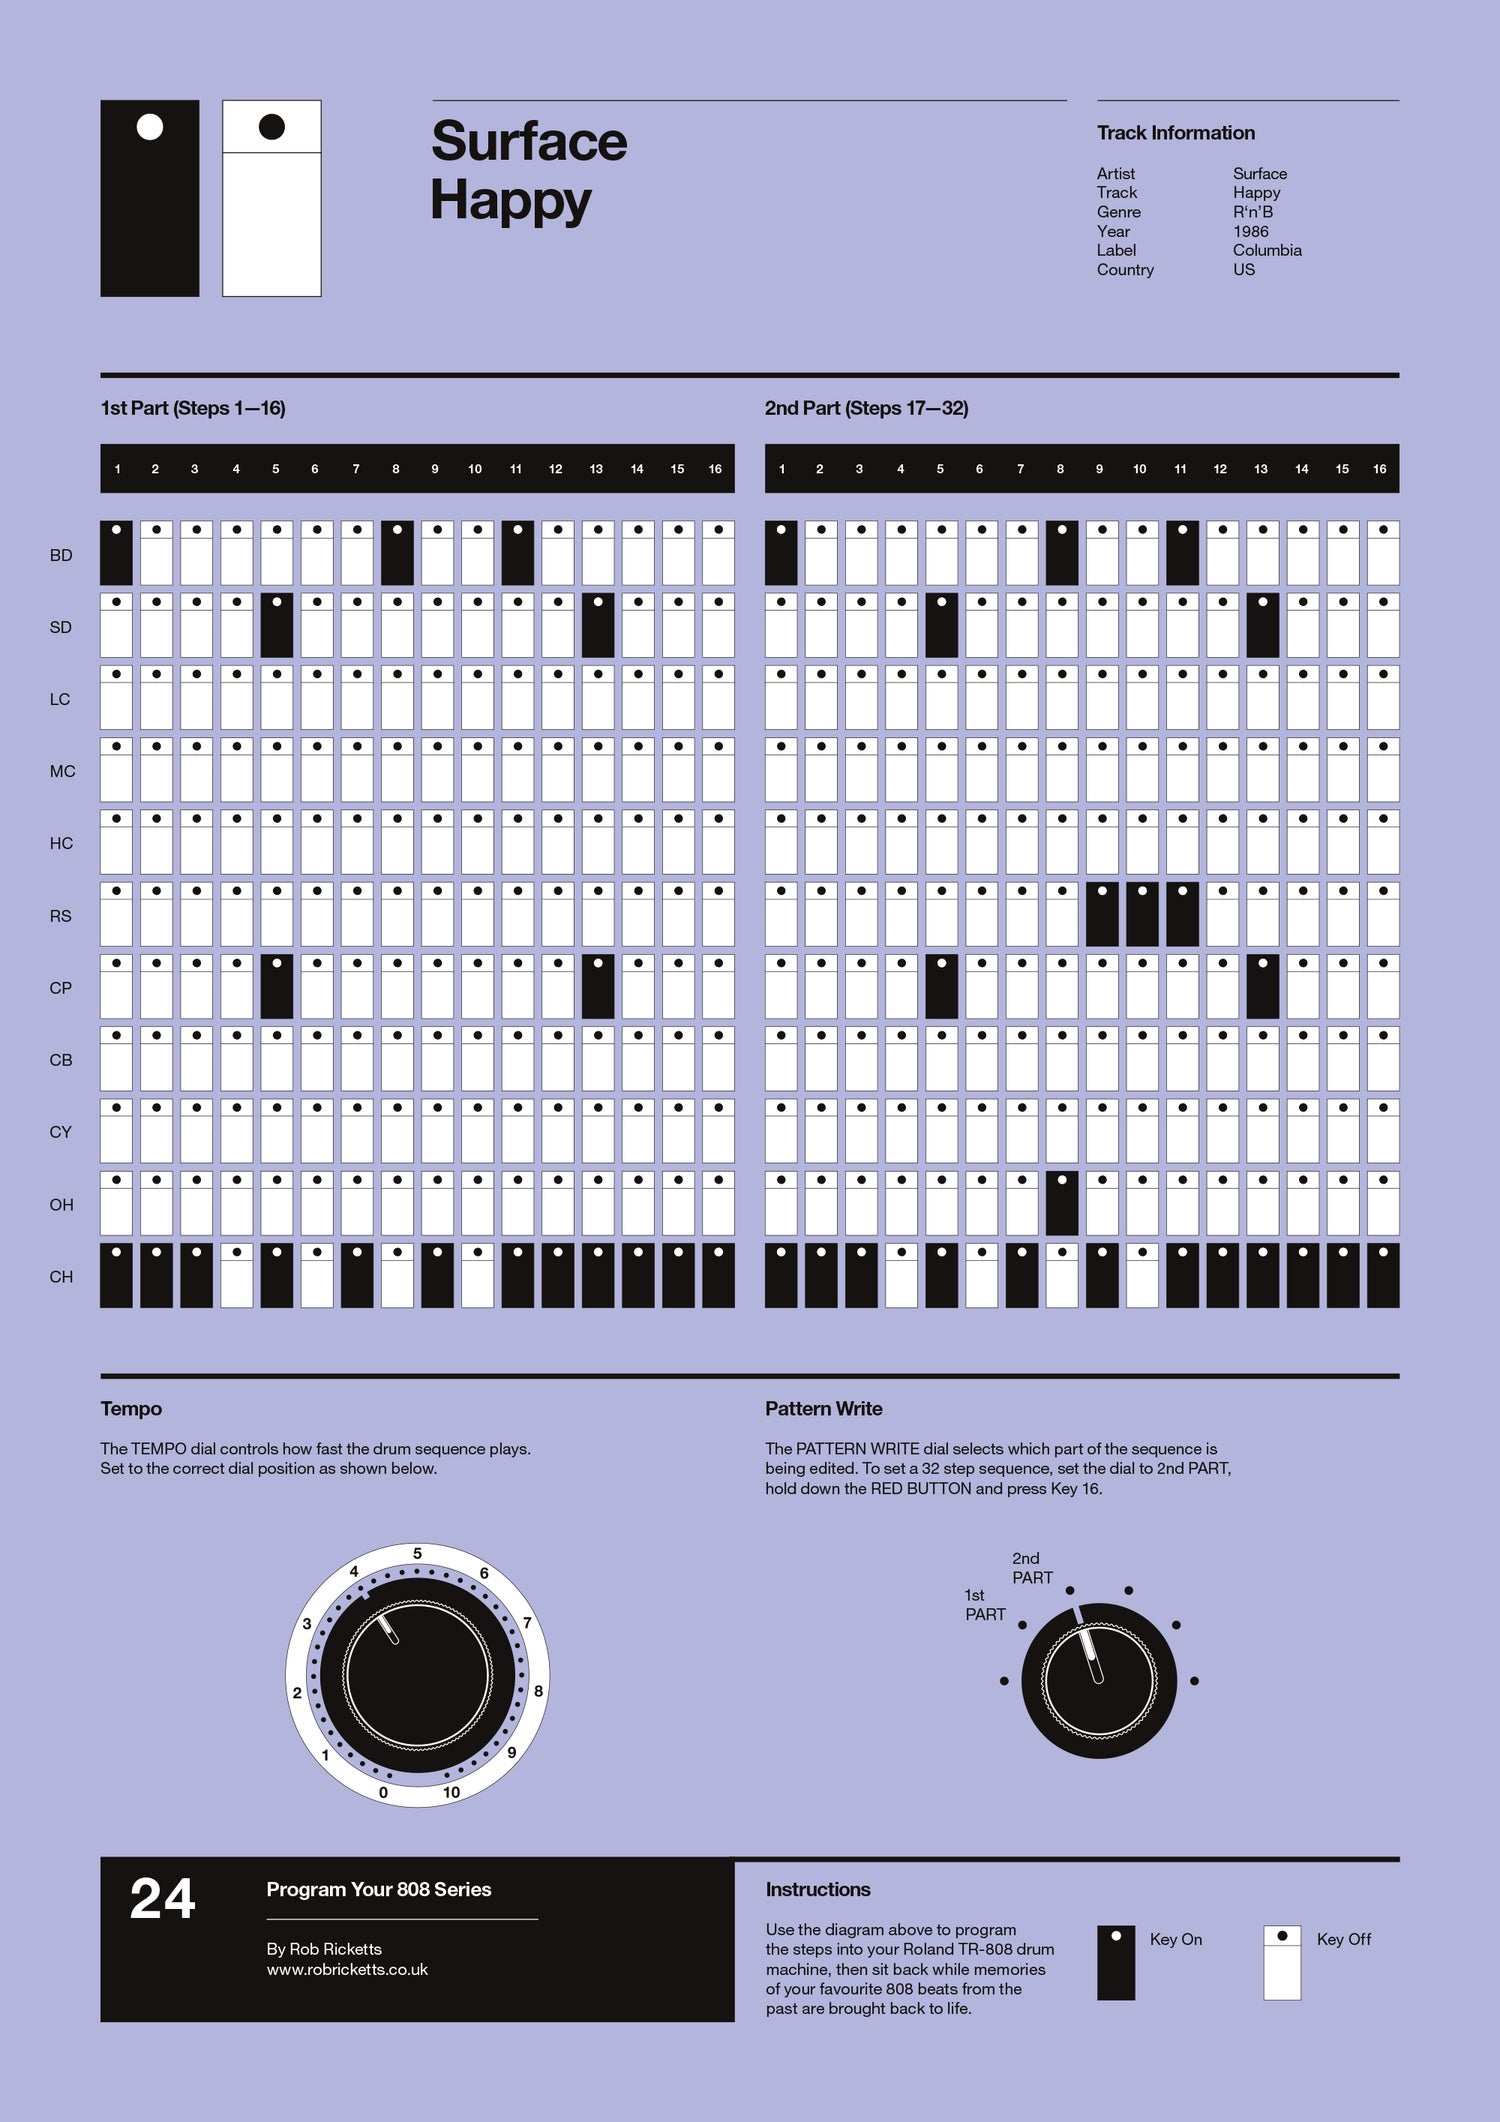 Surface
Happy
Track Information
Artist Surface
Track Happy
Genre R‘n’B
Year 1986
Label Columbia
Country US
1st Part (Steps 1—16)
2nd Part (Steps 17—32)
1 2 3 4 5 6 7 8 9 10 11 12 13 14 15 16
1 2 3 4 5 6 7 8 9 10 11 12 13 14 15 16
BD
SD
LC
MC
HC
RS
CP
CB
CY
OH
CH
Tempo
The TEMPO dial controls how fast the drum sequence plays.
Set to the correct dial position as shown below.
0 1 2 3 4 5 6 7 8 9 10
Pattern Write
The PATTERN WRITE dial selects which part of the sequence is
being edited. To set a 32 step sequence, set the dial to 2nd PART,
hold down the RED BUTTON and press Key 16.
2nd
PART
1st
PART
24
Program Your 808 Series
By Rob Ricketts
www.robricketts.co.uk
Instructions
Use the diagram above to program
the steps into your Roland TR-808 drum
machine, then sit back while memories
of your favourite 808 beats from the
past are brought back to life.
Key On
Key Off